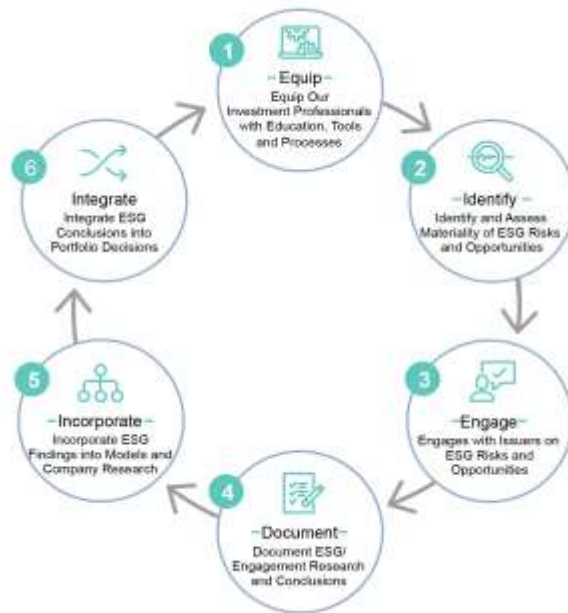 1
Equip
Equip Our
Investment Professionals
with Education, Tools
and Processes
2
Identify
Identify and Assess
Materiality of ESG Risks
and Opportunities
3
Engage
Engages with Issuers on
ESG Risks and
Opportunities
4
Document
Document ESG/
Engagement Research
and Conclusions
5
Incorporate
Incorporate ESG
Findings into Models and
Company Research
6
Integrate
Integrate ESG
Conclusions into
Portfolio Decisions